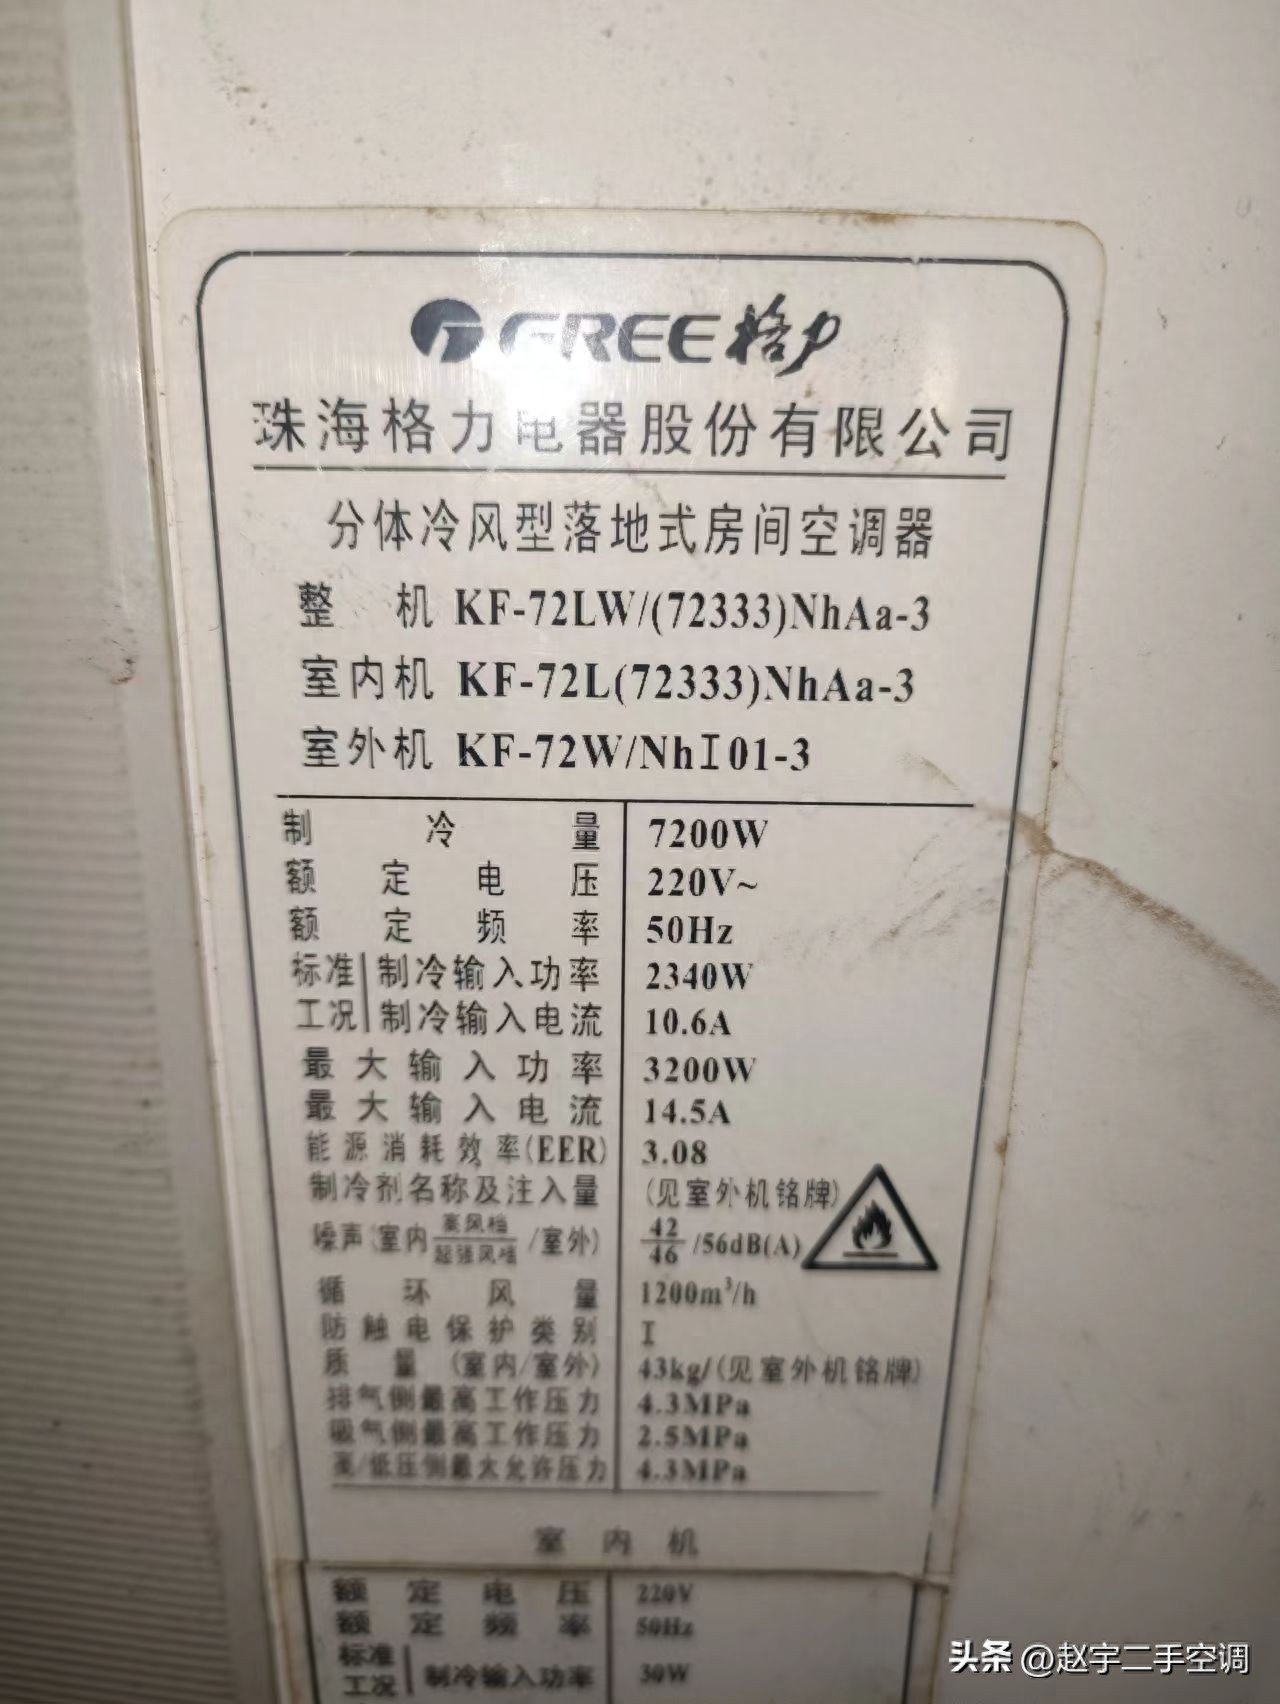 GREE 格力
珠海格力电器股份有限公司
分体冷风型落地式房间空调器
整机 KF-72LW/(72333)NhAa-3
室内机 KF-72L(72333)NhAa-3
室外机 KF-72W/NhI01-3
制冷量 7200W
额定电压 220V~
额定频率 50Hz
标准工况 制冷输入功率 2340W
制冷输入电流 10.6A
最大输入功率 3200W
最大输入电流 14.5A
能源消耗效率(EER) 3.08
制冷剂名称及注入量 (见室外机铭牌)
噪声(室内高风档/超强风档/室外) 42/46/56dB(A)
循环风量 1200m³/h
防触电保护类别 I
质量(室内/室外) 43kg/(见室外机铭牌)
排气侧最高工作压力 4.3MPa
吸气侧最高工作压力 2.5MPa
高/低压侧最大允许压力 4.3MPa
室内机
额定电压 220V
额定频率 50Hz
标准工况 制冷输入功率 30W
头条 @赵宇二手空调